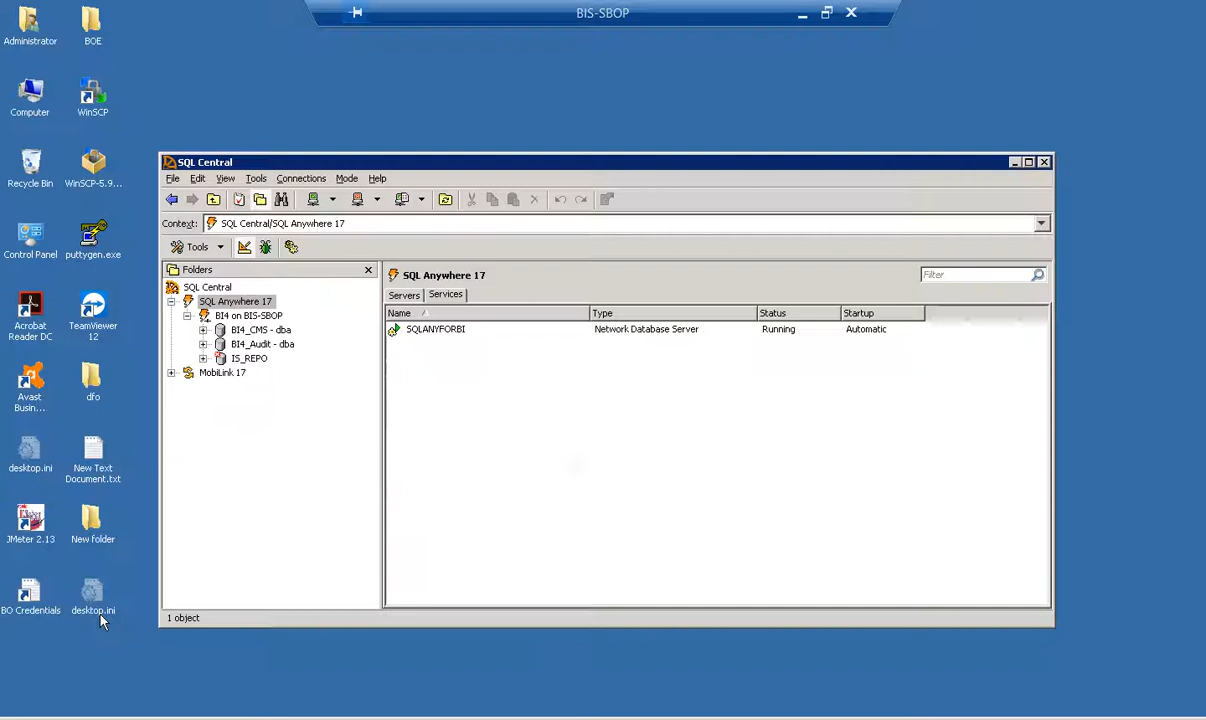 BIS-SBOP
Administrator
BOE
Computer
WinSCP
Recycle Bin
WinSCP-5.9...
Control Panel
puttygen.exe
Acrobat
Reader DC
TeamViewer
12
Avast
Busin...
dfo
desktop.ini
New Text
Document.txt
JMeter 2.13
New folder
BO Credentials
desktop.ini
SQL Central
File Edit View Tools Connections Mode Help
Context: SQL Central/SQL Anywhere 17
Tools
Folders
SQL Central
SQL Anywhere 17
BI4 on BIS-SBOP
BI4_CMS - dba
BI4_Audit - dba
IS_REPO
MobiLink 17
SQL Anywhere 17
Filter
Servers Services
Name Type Status Startup
SQLANYFORBI Network Database Server Running Automatic
1 object